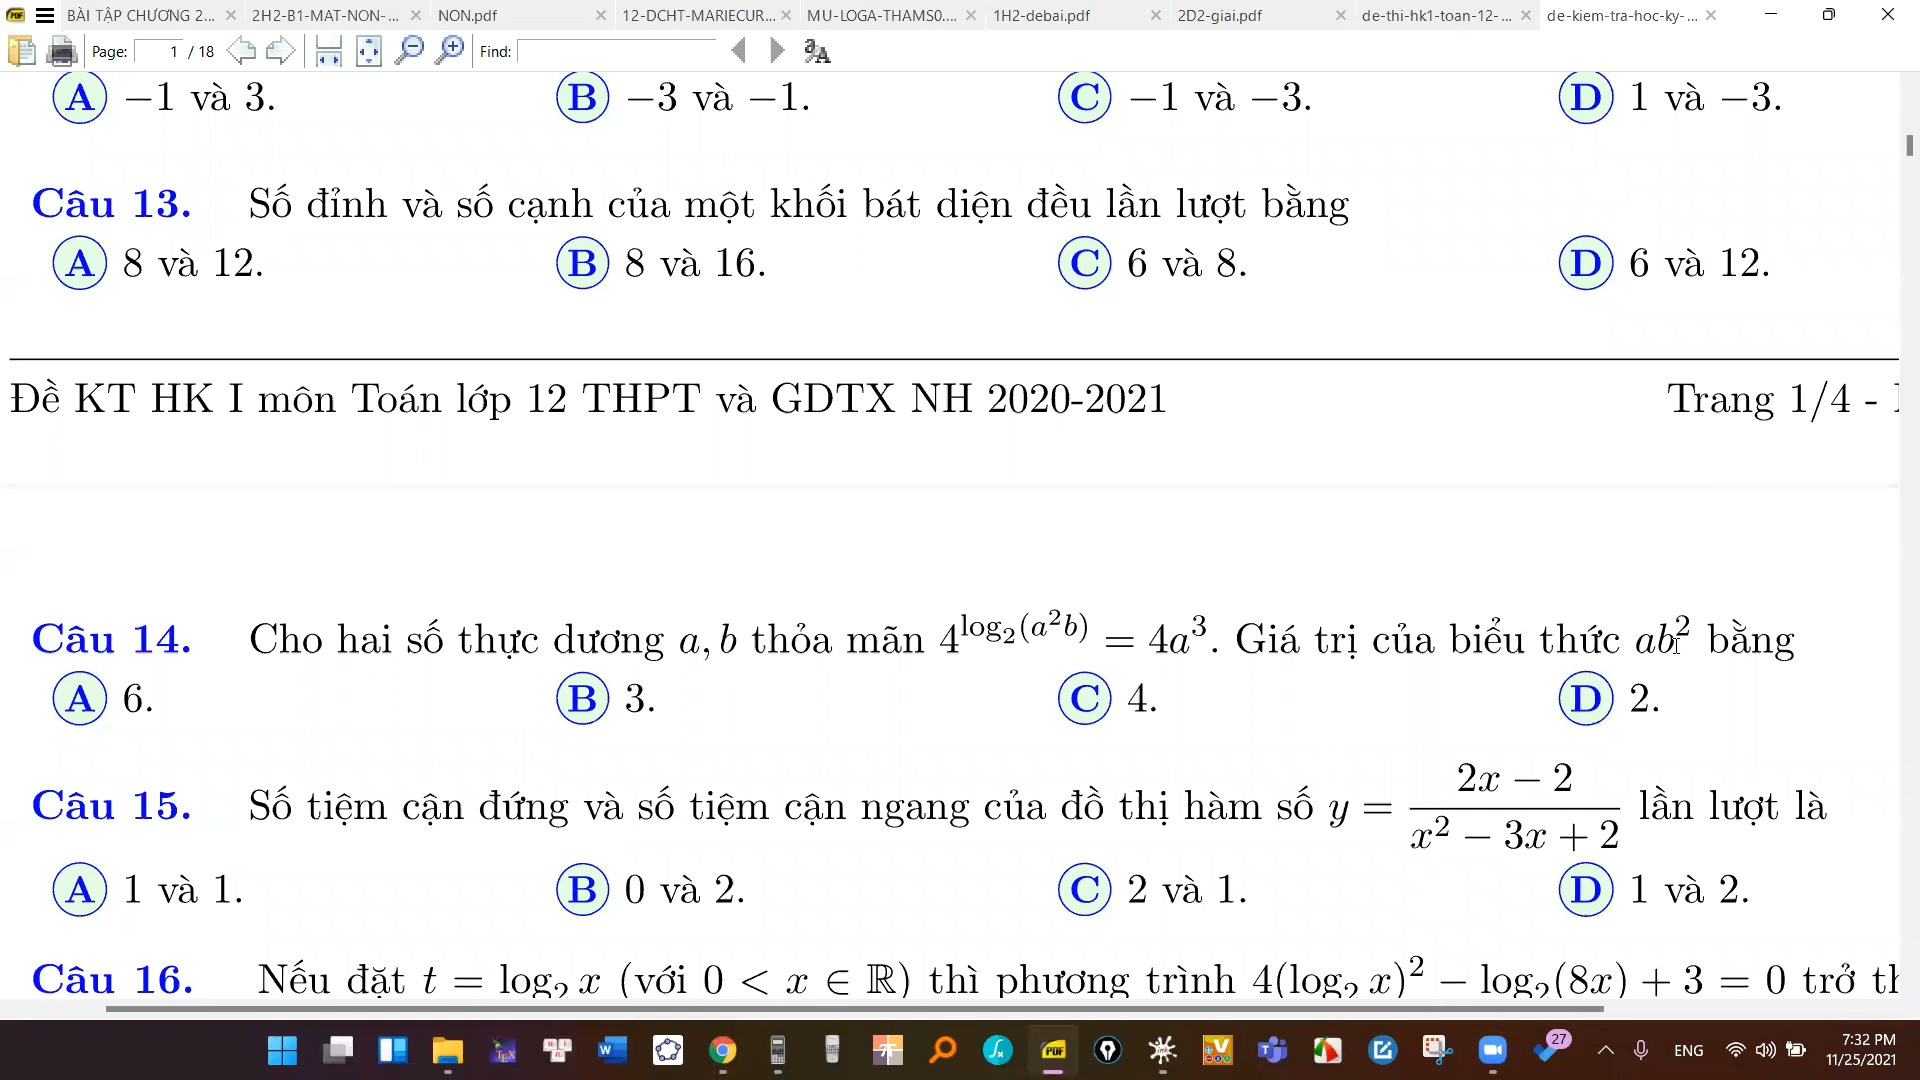 BÀI TẬP CHƯƠNG 2... 2H2-B1-MAT-NON-... NON.pdf 12-DCHT-MARIECUR... MU-LOGA-THAMS0.... 1H2-debai.pdf 2D2-giai.pdf de-thi-hk1-toan-12-... de-kiem-tra-hoc-ky-...
Page: 1 / 18 Find:
A −1 và 3. B −3 và −1. C −1 và −3. D 1 và −3.
Câu 13. Số đỉnh và số cạnh của một khối bát diện đều lần lượt bằng
A 8 và 12. B 8 và 16. C 6 và 8. D 6 và 12.
Đề KT HK I môn Toán lớp 12 THPT và GDTX NH 2020-2021 Trang 1/4 -
Câu 14. Cho hai số thực dương a, b thỏa mãn 4^{log₂(a²b)} = 4a³. Giá trị của biểu thức ab² bằng
A 6. B 3. C 4. D 2.
Câu 15. Số tiệm cận đứng và số tiệm cận ngang của đồ thị hàm số y = (2x − 2)/(x² − 3x + 2) lần lượt là
A 1 và 1. B 0 và 2. C 2 và 1. D 1 và 2.
Câu 16. Nếu đặt t = log₂ x (với 0 < x ∈ ℝ) thì phương trình 4(log₂ x)² − log₂(8x) + 3 = 0 trở th
27 ENG 7:32 PM
11/25/2021